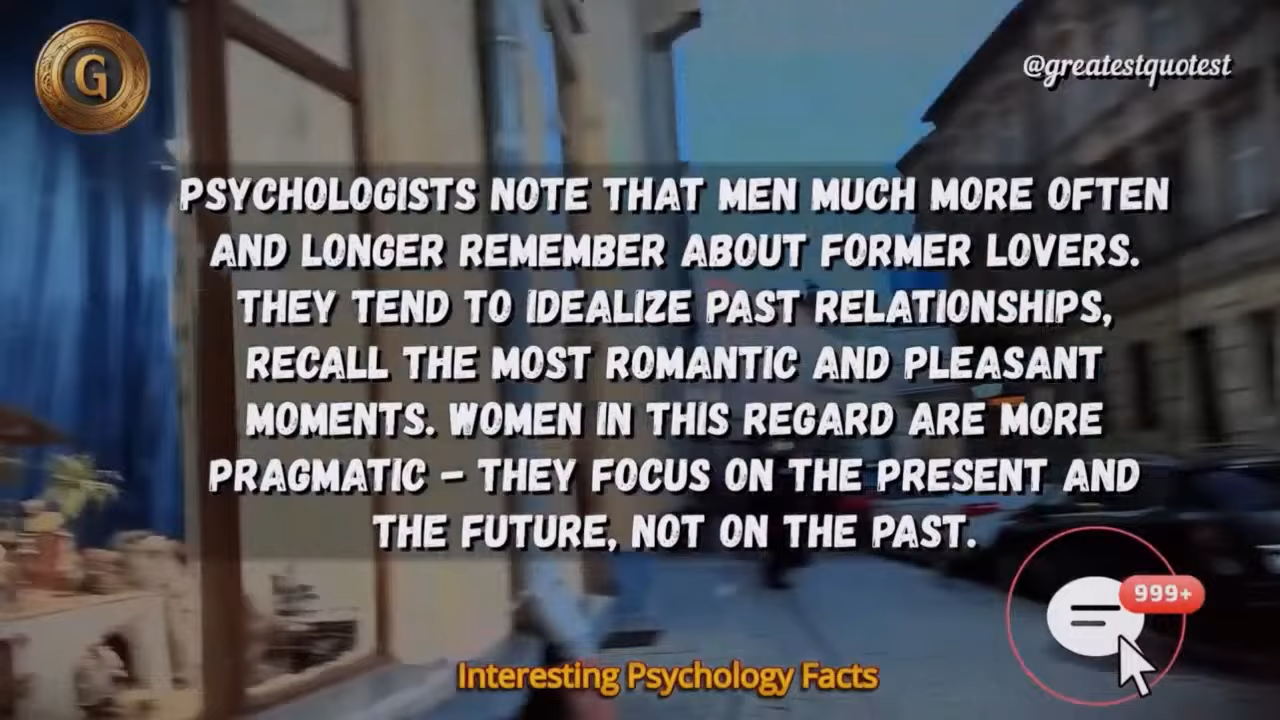 G
@greatestquotest
PSYCHOLOGISTS NOTE THAT MEN MUCH MORE OFTEN
AND LONGER REMEMBER ABOUT FORMER LOVERS.
THEY TEND TO IDEALIZE PAST RELATIONSHIPS,
RECALL THE MOST ROMANTIC AND PLEASANT
MOMENTS. WOMEN IN THIS REGARD ARE MORE
PRAGMATIC – THEY FOCUS ON THE PRESENT AND
THE FUTURE, NOT ON THE PAST.
999+
Interesting Psychology Facts